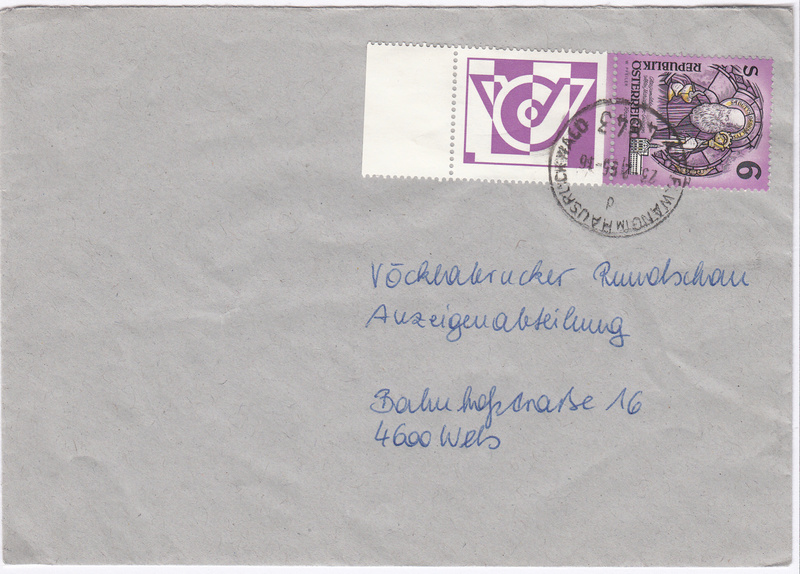 S 6
REPUBLIK
ÖSTERREICH
WANG IM HAUSRUCKWALD
Vöcklabrucker Rundschau
Anzeigenabteilung
Bahnhofstraße 16
4600 Wels